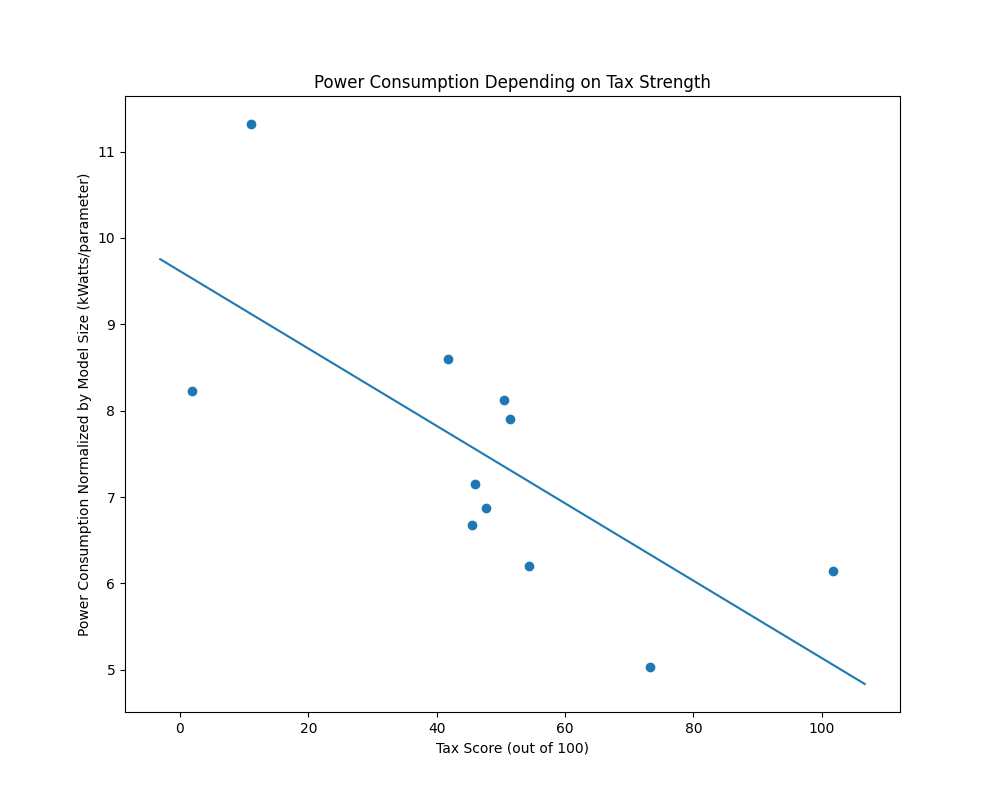 Power Consumption Depending on Tax Strength
Power Consumption Normalized by Model Size (kWatts/parameter)
11
10
9
8
7
6
5
0 20 40 60 80 100
Tax Score (out of 100)